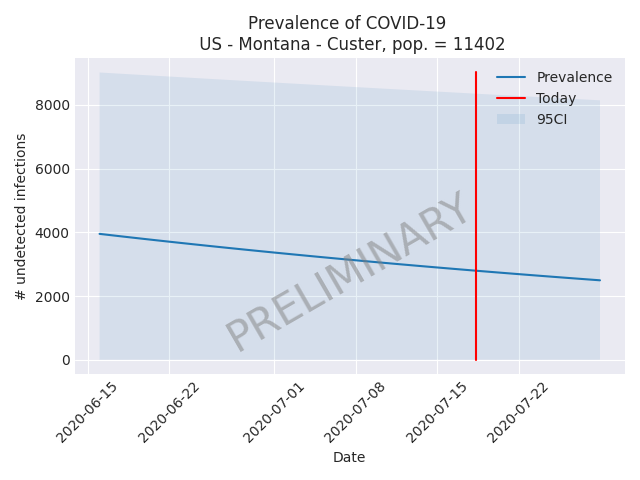 Prevalence of COVID-19
US - Montana - Custer, pop. = 11402
Prevalence
Today
95CI
8000
6000
4000
2000
0
# undetected infections
PRELIMINARY
2020-06-15
2020-06-22
2020-07-01
2020-07-08
2020-07-15
2020-07-22
Date